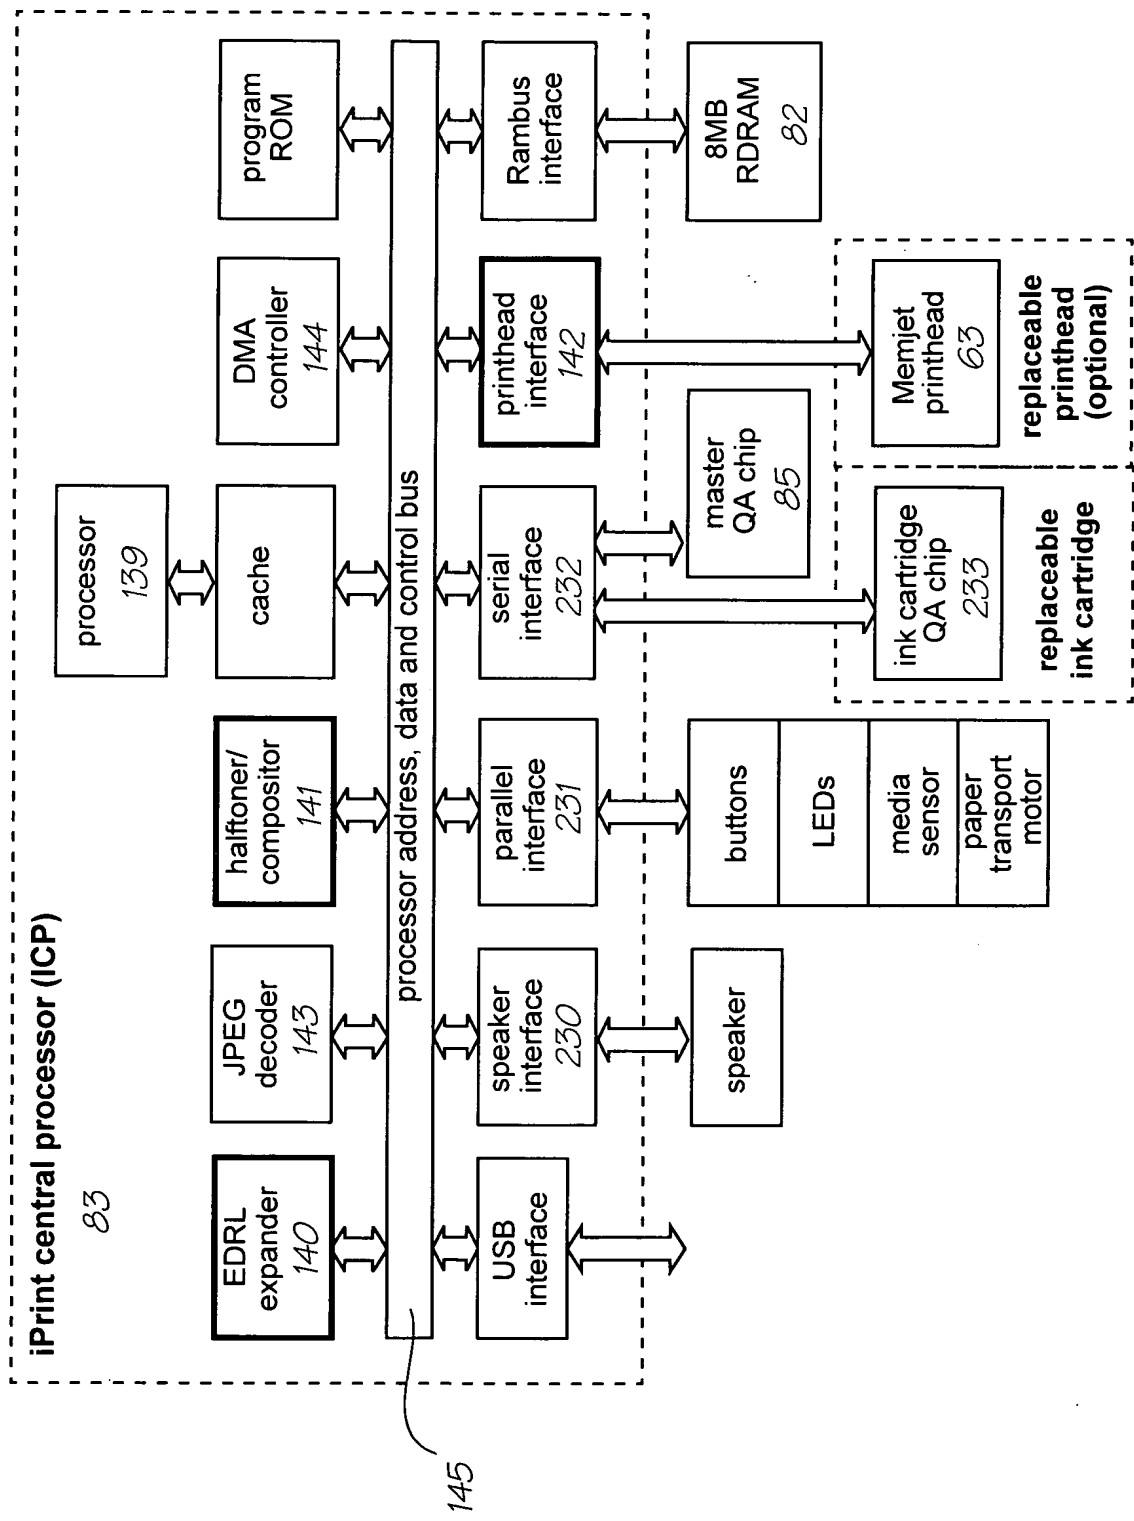 iPrint central processor (ICP)
83
processor
139
EDRL
expander
140
JPEG
decoder
143
halftoner/
compositor
141
cache
DMA
controller
144
program
ROM
processor address, data and control bus
145
USB
interface
speaker
interface
230
parallel
interface
231
serial
interface
232
printhead
interface
142
Rambus
interface
speaker
buttons
LEDs
media
sensor
paper
transport
motor
master
QA chip
85
8MB
RDRAM
82
ink cartridge
QA chip
233
replaceable
ink cartridge
Memjet
printhead
63
replaceable
printhead
(optional)